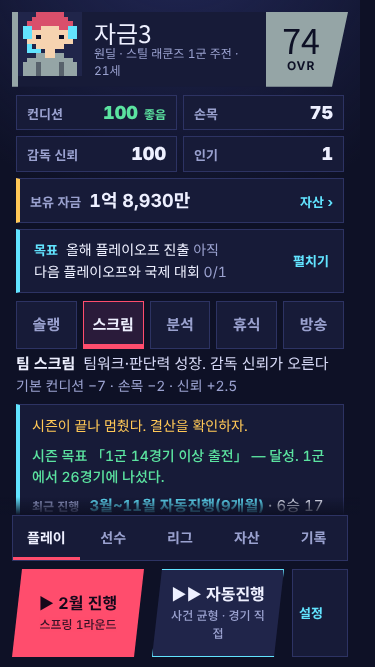 자금3
원딜 · 스틸 래쿤즈 1군 주전 ·
21세
74
OVR
컨디션 100 좋음
손목 75
감독 신뢰 100
인기 1
보유 자금 1억 8,930만 자산 ›
목표 올해 플레이오프 진출 아직
다음 플레이오프와 국제 대회 0/1
펼치기
솔랭 스크림 분석 휴식 방송
팀 스크림 팀워크·판단력 성장. 감독 신뢰가 오른다
기본 컨디션 −7 · 손목 −2 · 신뢰 +2.5
시즌이 끝나 멈췄다. 결산을 확인하자.
시즌 목표 「1군 14경기 이상 출전」 — 달성. 1군
에서 26경기에 나섰다.
최근 진행 3월~11월 자동진행(9개월) · 6승 17
플레이 선수 리그 자산 기록
▶ 2월 진행
스프링 1라운드
▶▶ 자동진행
사건 균형 · 경기 직
접
설정